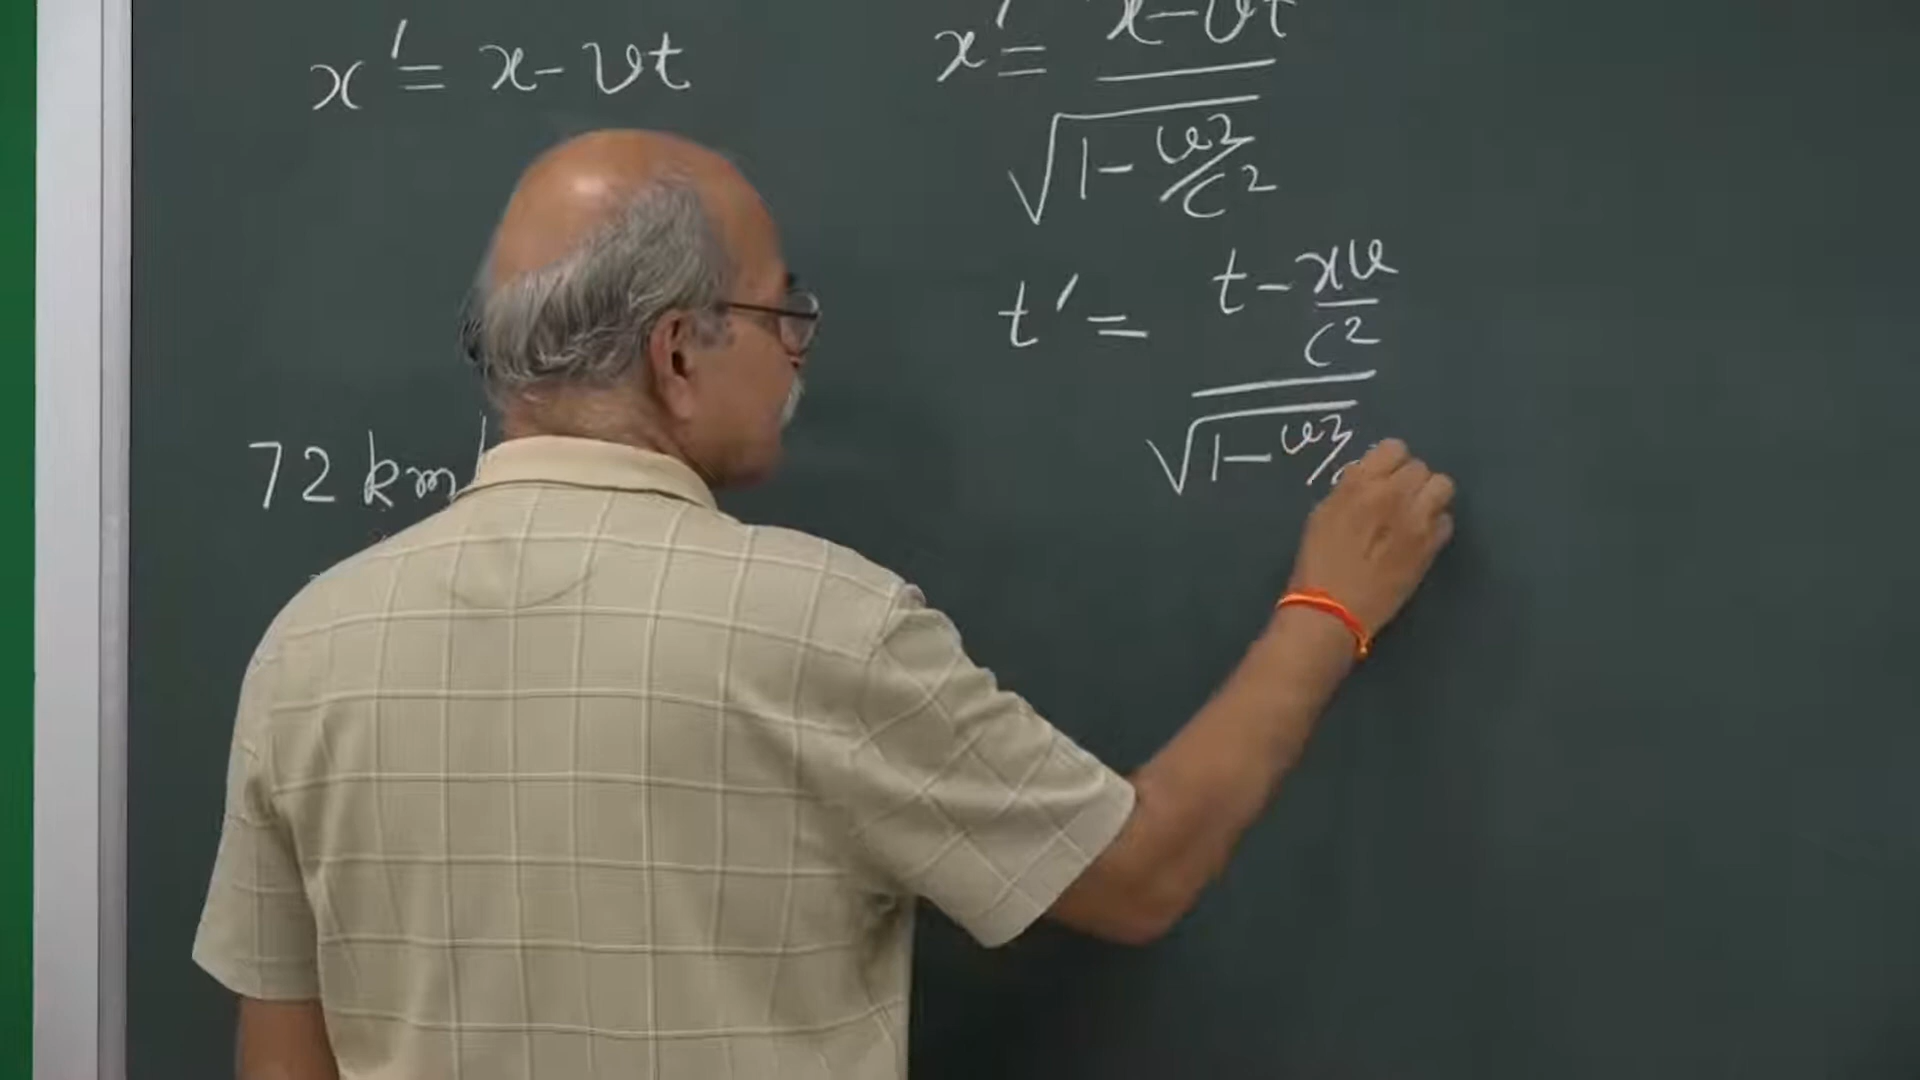 x' = x - vt
72 km
x' = x - vt
√1 - v2/c2
t' = t - xv/c2
√1 - v2/